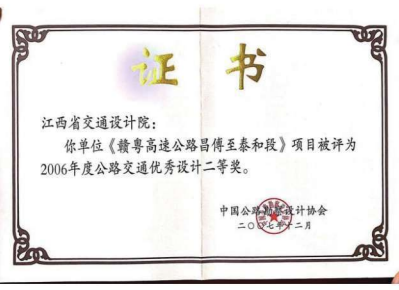 证书
江西省交通设计院：
你单位《赣粤高速公路昌傅至泰和段》项目被评为
2006年度公路交通优秀设计二等奖。
中国公路勘察设计协会
二〇〇七年十二月